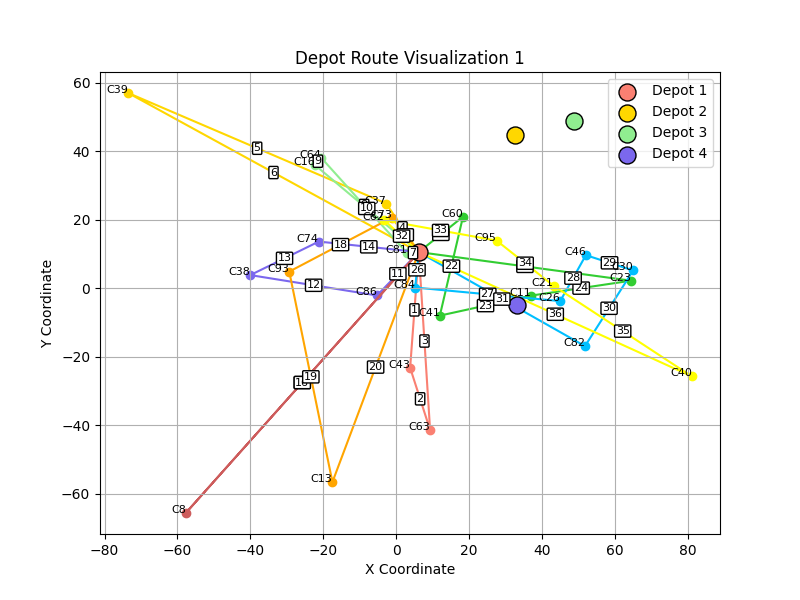 Depot Route Visualization 1
Depot 1
Depot 2
Depot 3
Depot 4
Y Coordinate
60
40
20
0
−20
−40
−60
−80
−60
−40
−20
0
20
40
60
80
X Coordinate
C39
C64
C16
C37
C73
C60
C95
C74
C81
C38
C93
C86
C84
C41
C11
C21
C26
C46
C30
C23
C82
C40
C43
C63
C13
C8
5
6
9
10
4
32
33
7
18
14
13
12
11
26
22
34
27
31
23
28
29
24
30
36
35
1
3
2
19
20